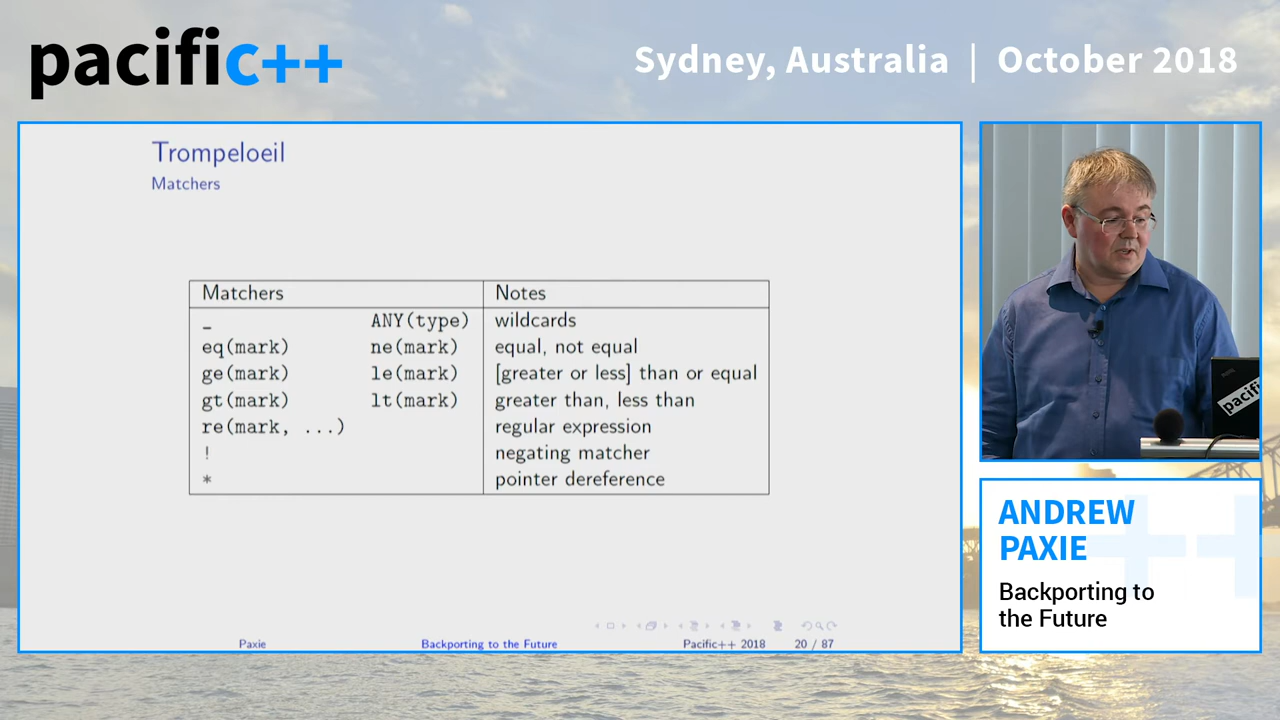 pacific++
Sydney, Australia | October 2018
Trompeloeil
Matchers
Matchers Notes
_ ANY(type) wildcards
eq(mark) ne(mark) equal, not equal
ge(mark) le(mark) [greater or less] than or equal
gt(mark) lt(mark) greater than, less than
re(mark, ...) regular expression
! negating matcher
* pointer dereference
Paxie Backporting to the Future Pacific++ 2018 20 / 87
pacifi
ANDREW
PAXIE
Backporting to
the Future